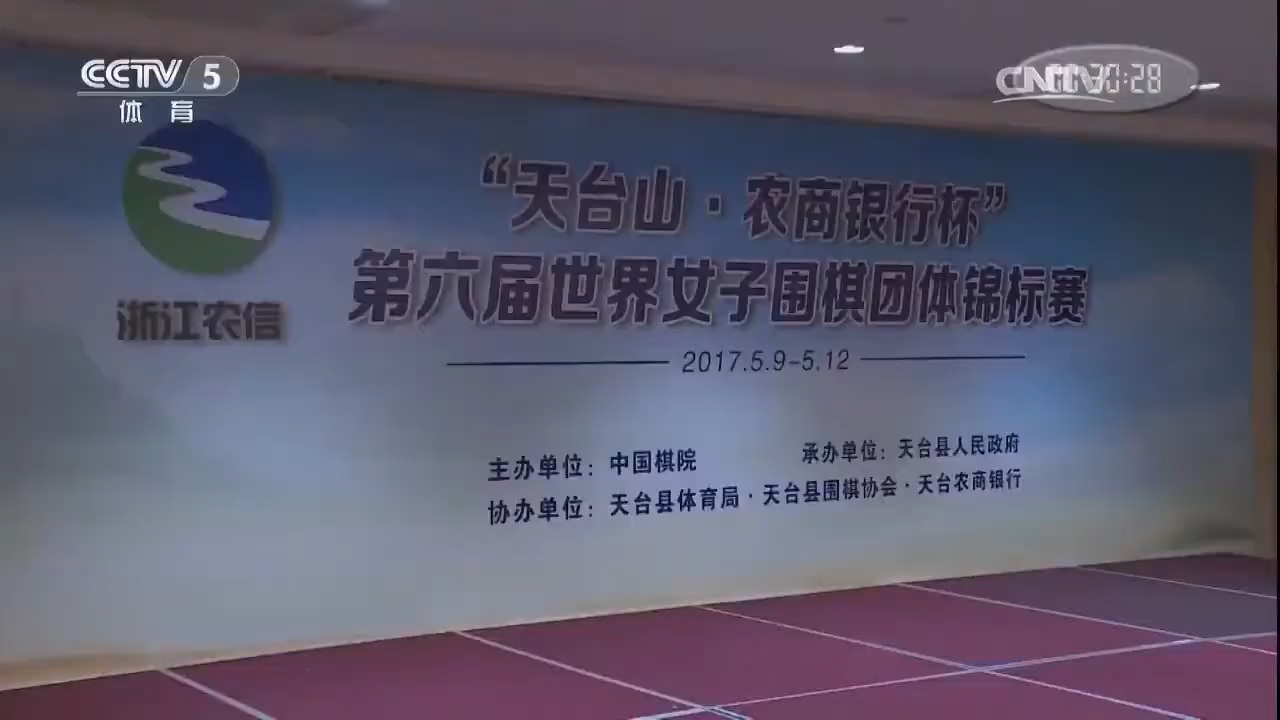 CCTV 5
体育
CNTV
30:28
浙江农信
“天台山·农商银行杯”
第六届世界女子围棋团体锦标赛
2017.5.9-5.12
主办单位：中国棋院
承办单位：天台县人民政府
协办单位：天台县体育局·天台县围棋协会·天台农商银行